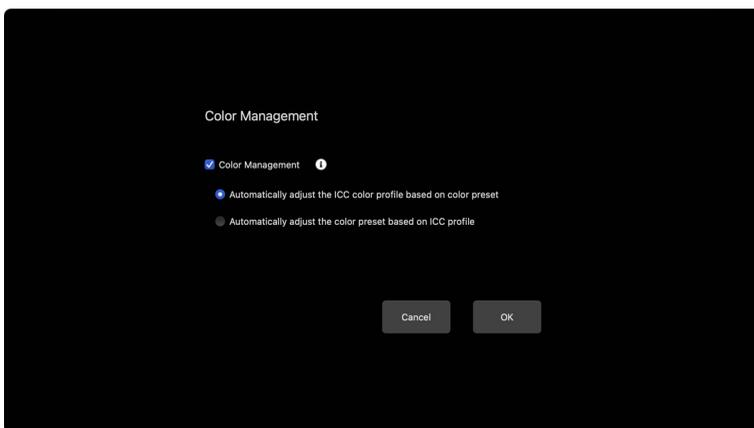 Color Management
Color Management
Automatically adjust the ICC color profile based on color preset
Automatically adjust the color preset based on ICC profile
Cancel
OK